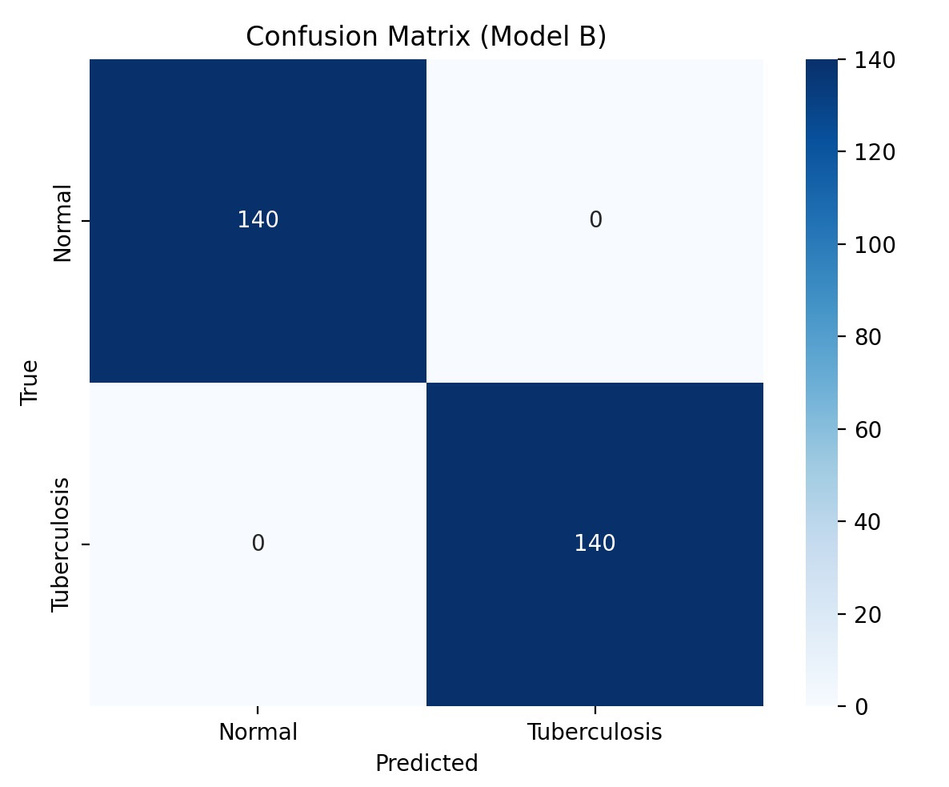 Confusion Matrix (Model B)
True
Normal
Tuberculosis
140
0
0
140
Normal
Tuberculosis
Predicted
140
120
100
80
60
40
20
0